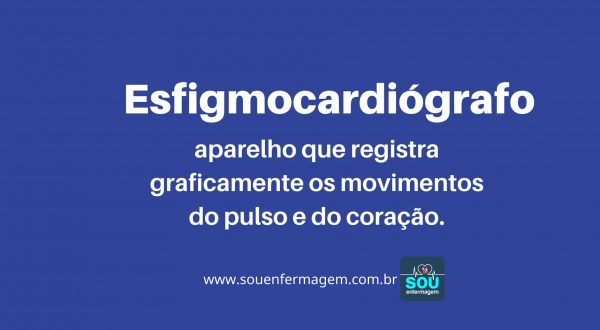 Esfigmocardiógrafo
aparelho que registra
graficamente os movimentos
do pulso e do coração.
www.souenfermagem.com.br
SOU
enfermagem